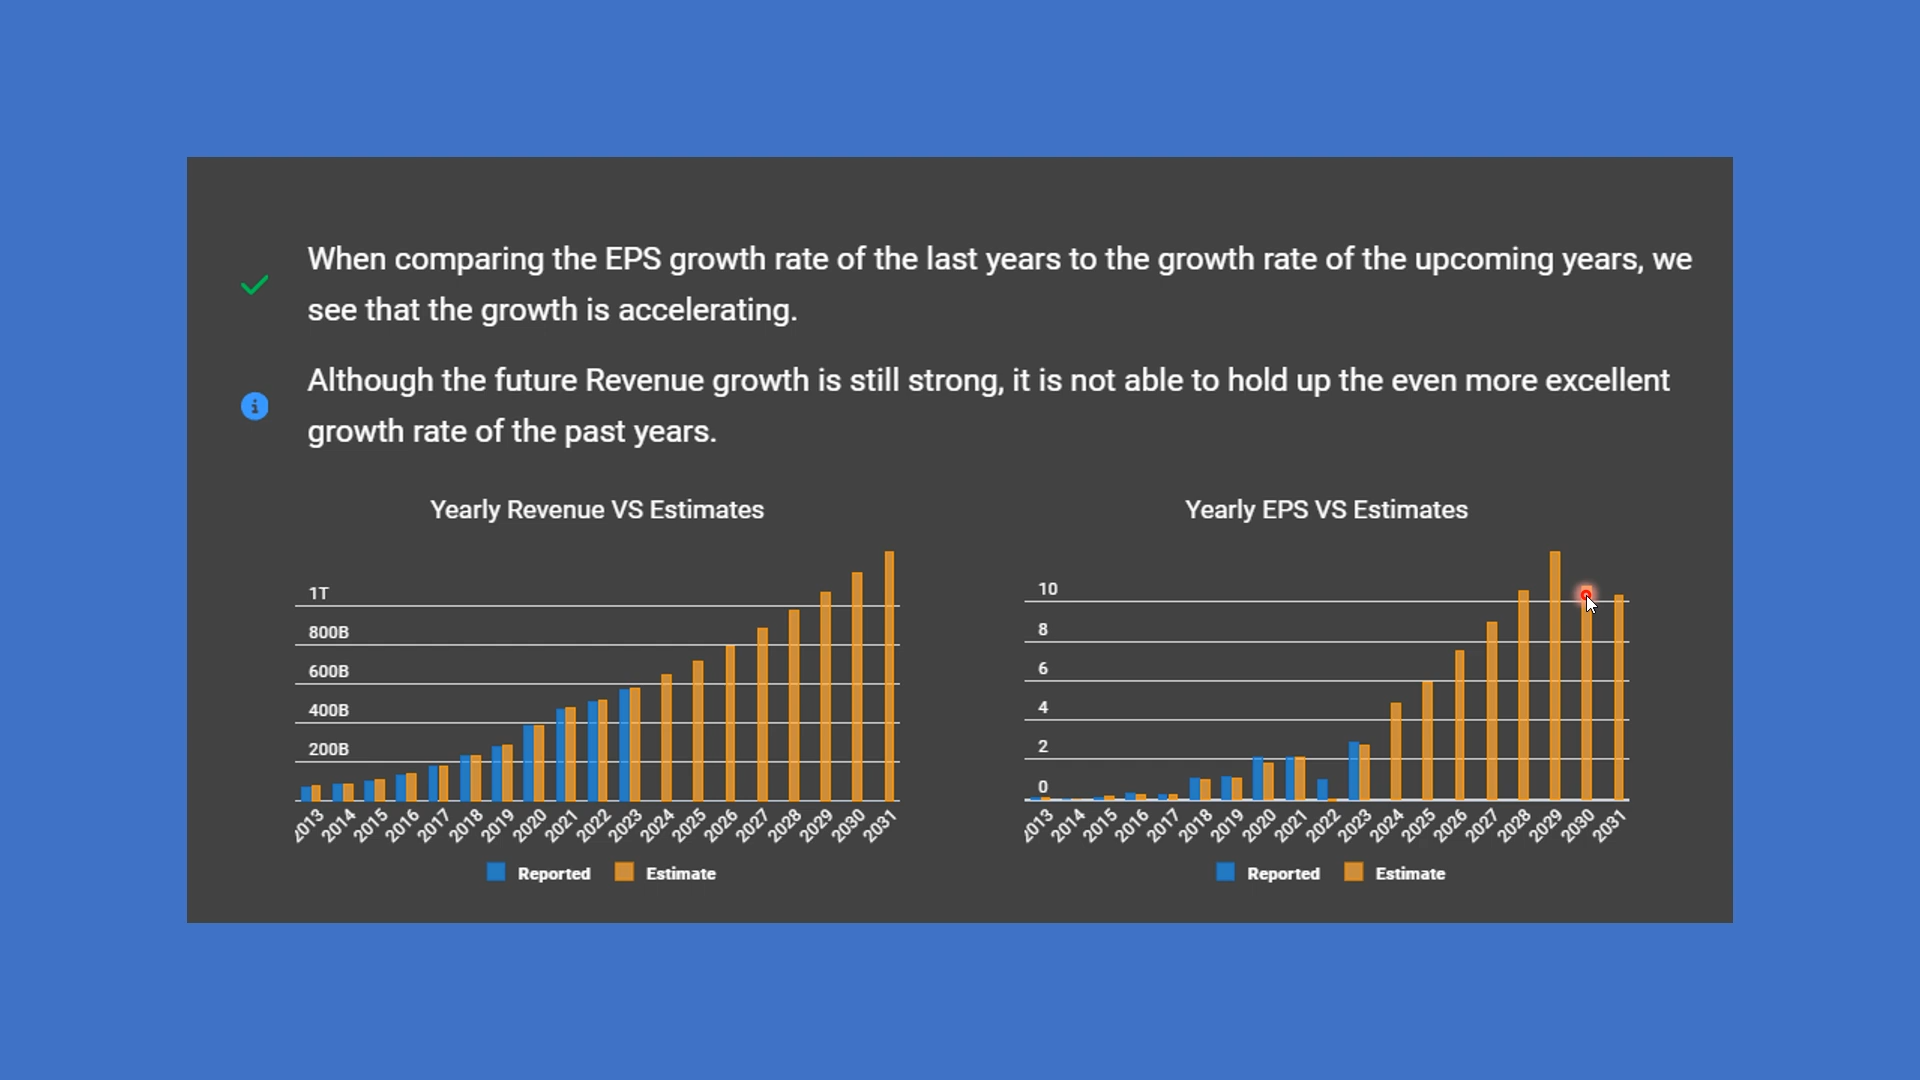 When comparing the EPS growth rate of the last years to the growth rate of the upcoming years, we
see that the growth is accelerating.
Although the future Revenue growth is still strong, it is not able to hold up the even more excellent
growth rate of the past years.
Yearly Revenue VS Estimates
1T
800B
600B
400B
200B
2013 2014 2015 2016 2017 2018 2019 2020 2021 2022 2023 2024 2025 2026 2027 2028 2029 2030 2031
Reported Estimate
Yearly EPS VS Estimates
10
8
6
4
2
0
2013 2014 2015 2016 2017 2018 2019 2020 2021 2022 2023 2024 2025 2026 2027 2028 2029 2030 2031
Reported Estimate